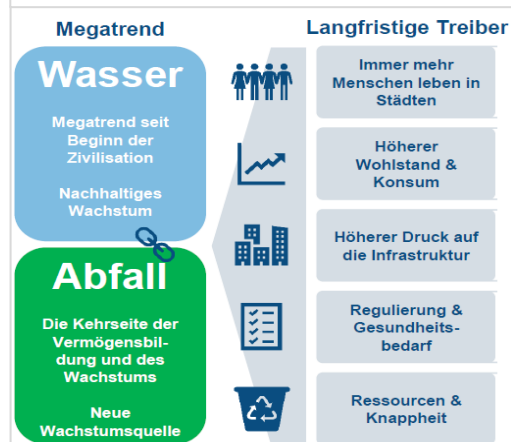 Megatrend
Wasser
Megatrend seit
Beginn der
Zivilisation
Nachhaltiges
Wachstum
Abfall
Die Kehrseite der
Vermögensbil-
dung und des
Wachstums
Neue
Wachstumsquelle
Langfristige Treiber
Immer mehr
Menschen leben in
Städten
Höherer
Wohlstand &
Konsum
Höherer Druck auf
die Infrastruktur
Regulierung &
Gesundheits-
bedarf
Ressourcen &
Knappheit